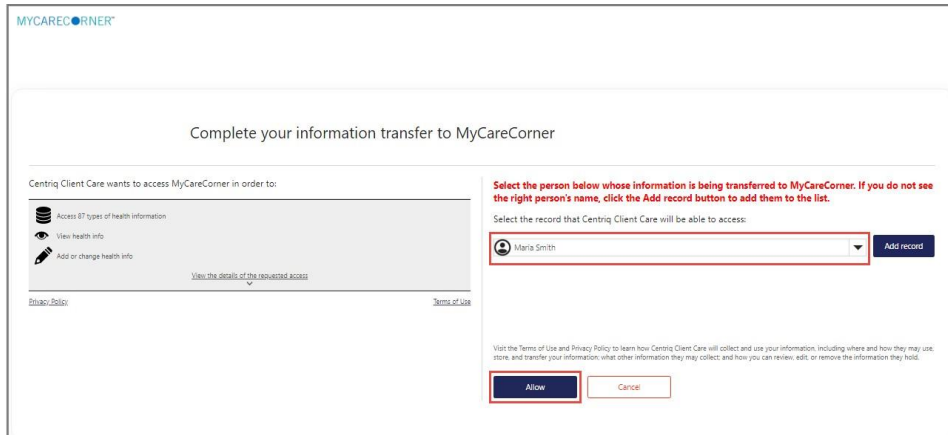 MYCARECORNER™
Complete your information transfer to MyCareCorner
Centriq Client Care wants to access MyCareCorner in order to:
Access 87 types of health information
View health info
Add or change health info
View the details of the requested access
Privacy Policy
Terms of Use
Select the person below whose information is being transferred to MyCareCorner. If you do not see
the right person's name, click the Add record button to add them to the list.
Select the record that Centriq Client Care will be able to access:
Maria Smith
Add record
Visit the Terms of Use and Privacy Policy to learn how Centriq Client Care will collect and use your information, including where and how they may use,
store, and transfer your information; what other information they may collect; and how you can review, edit, or remove the information they hold.
Allow
Cancel